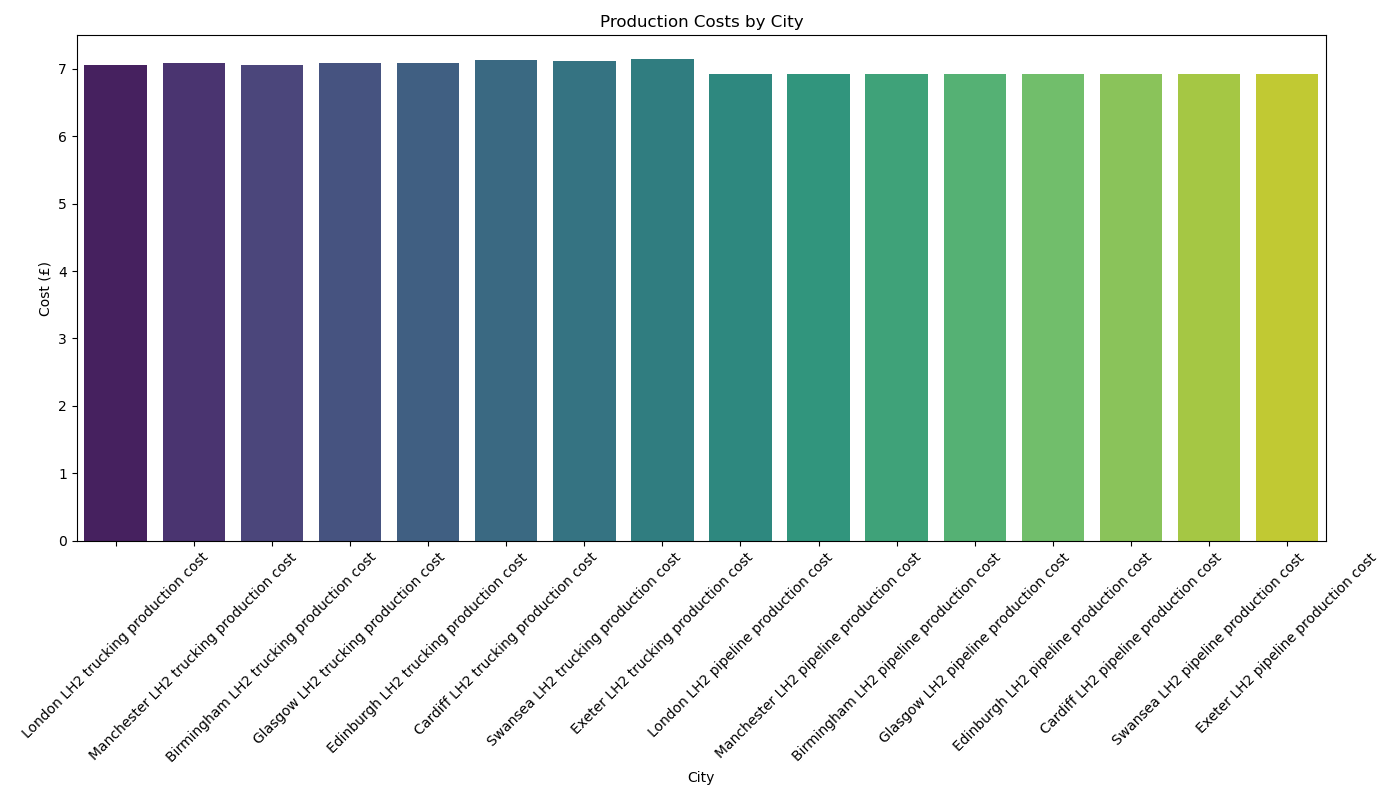 Production Costs by City
Cost (£)
7
6
5
4
3
2
1
0
London LH2 trucking production cost
Manchester LH2 trucking production cost
Birmingham LH2 trucking production cost
Glasgow LH2 trucking production cost
Edinburgh LH2 trucking production cost
Cardiff LH2 trucking production cost
Swansea LH2 trucking production cost
Exeter LH2 trucking production cost
London LH2 pipeline production cost
Manchester LH2 pipeline production cost
Birmingham LH2 pipeline production cost
Glasgow LH2 pipeline production cost
Edinburgh LH2 pipeline production cost
Cardiff LH2 pipeline production cost
Swansea LH2 pipeline production cost
Exeter LH2 pipeline production cost
City